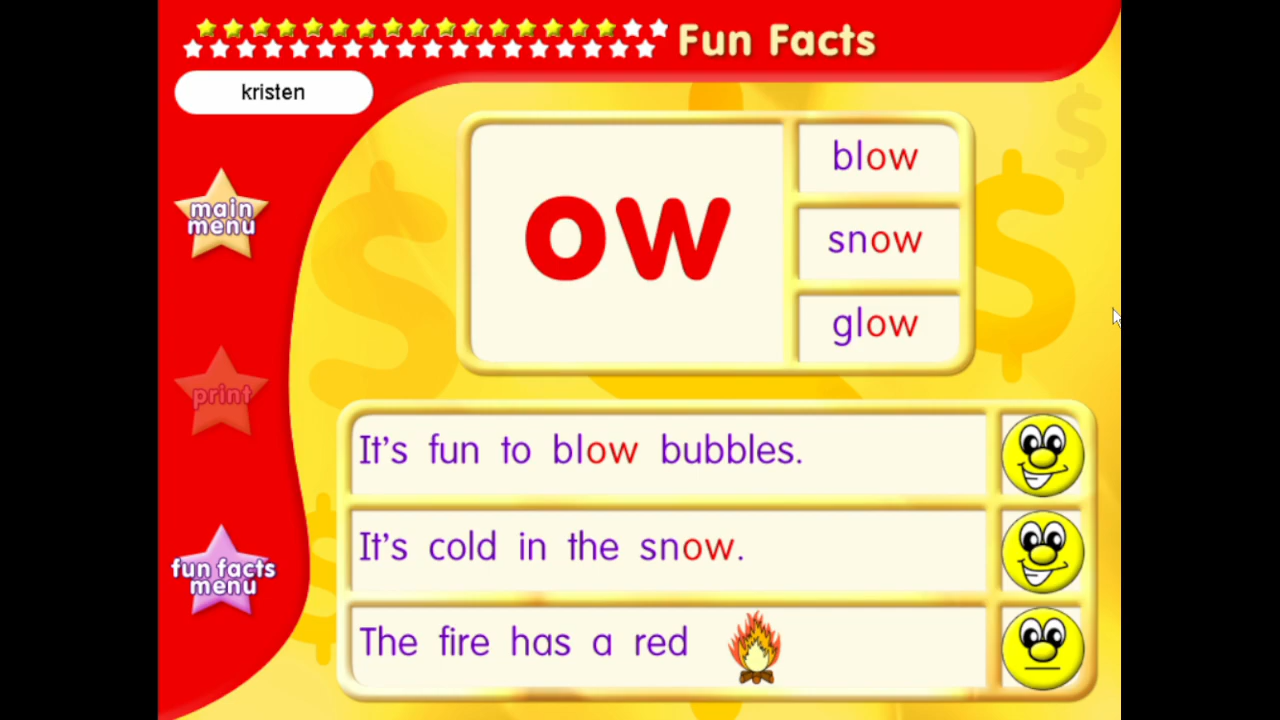 Fun Facts
kristen
main
menu
print
fun facts
menu
ow
blow
snow
glow
It's fun to blow bubbles.
It's cold in the snow.
The fire has a red